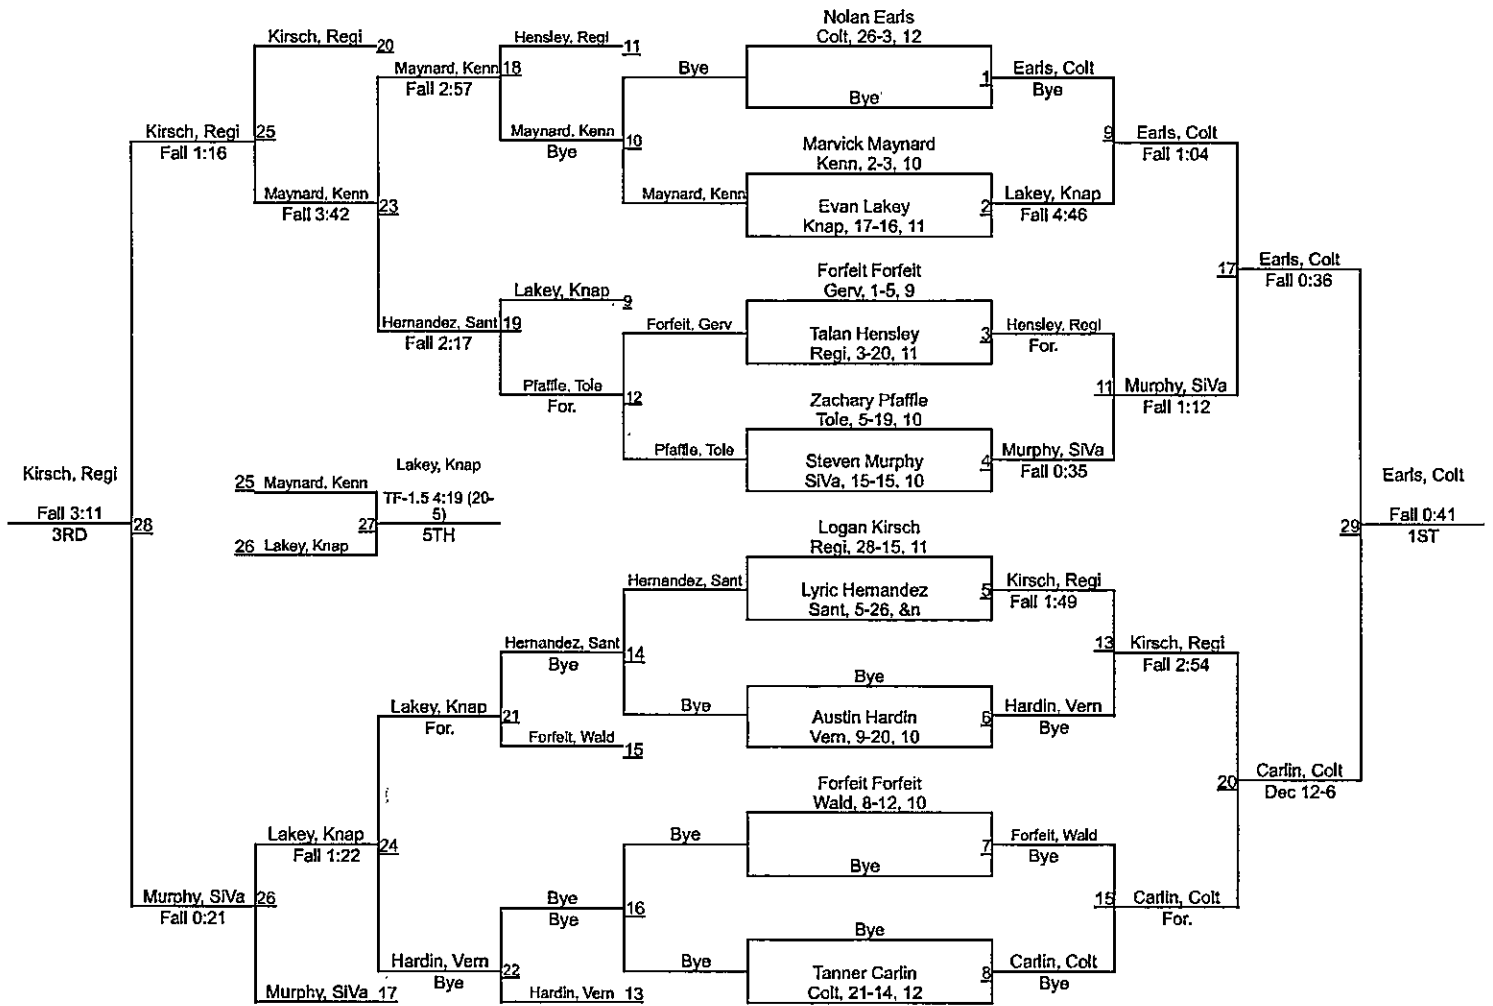 Nolan Earls
Colt, 26-3, 12
Kirsch, Regi
20
Hensley, Regi
11
Maynard, Kenn
18
Fall 2:57
Bye
1
Earls, Colt
Bye
Bye
Kirsch, Regi
25
Fall 1:16
Maynard, Kenn
10
Bye
Marvick Maynard
Kenn, 2-3, 10
9
Earls, Colt
Fall 1:04
Maynard, Kenn
23
Fall 3:42
Maynard, Kenn
Evan Lakey
Knap, 17-16, 11
2
Lakey, Knap
Fall 4:46
Forfeit Forfeit
Gerv, 1-5, 9
17
Earls, Colt
Fall 0:36
Lakey, Knap
9
Hernandez, Sant
19
Fall 2:17
Forfeit, Gerv
Talan Hensley
Regi, 3-20, 11
3
Hensley, Regi
For.
Pfaffle, Tole
12
For.
Zachary Pfaffle
Tole, 5-19, 10
11
Murphy, SiVa
Fall 1:12
Pfaffle, Tole
Steven Murphy
SiVa, 15-15, 10
4
Murphy, SiVa
Fall 0:35
Kirsch, Regi
Fall 3:11
28
3RD
25
Maynard, Kenn
Lakey, Knap
TF-1.5 4:19 (20-
5)
27
5TH
26
Lakey, Knap
Earls, Colt
29
Fall 0:41
1ST
Logan Kirsch
Regi, 28-15, 11
Hernandez, Sant
Lyric Hernandez
Sant, 5-26, &n
5
Kirsch, Regi
Fall 1:49
Hernandez, Sant
14
Bye
13
Kirsch, Regi
Fall 2:54
Bye
Lakey, Knap
21
For.
Bye
Austin Hardin
Vern, 9-20, 10
6
Hardin, Vern
Bye
Forfeit, Wald
15
Forfeit Forfeit
Wald, 8-12, 10
20
Carlin, Colt
Dec 12-6
Lakey, Knap
24
Fall 1:22
Bye
7
Forfeit, Wald
Bye
Bye
Murphy, SiVa
26
Fall 0:21
Bye
16
Bye
15
Carlin, Colt
For.
Bye
Hardin, Vern
22
Bye
Bye
Tanner Carlin
Colt, 21-14, 12
8
Carlin, Colt
Bye
Murphy, SiVa
17
Hardin, Vern
13